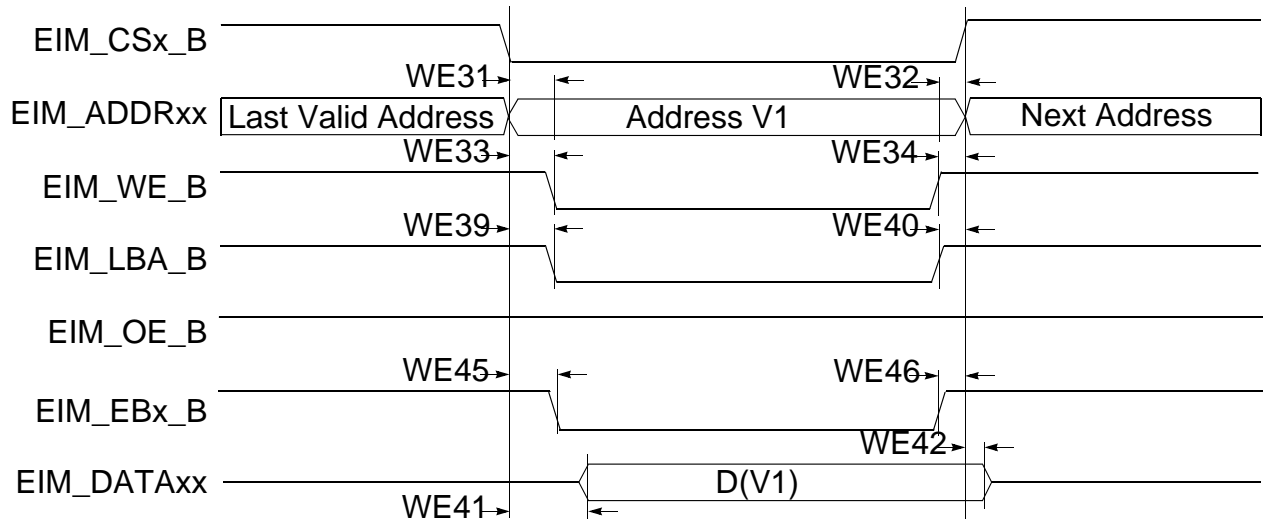 EIM_CSx_B
WE31
WE32
EIM_ADDRxx
Last Valid Address
Address V1
Next Address
WE33
WE34
EIM_WE_B
WE39
WE40
EIM_LBA_B
EIM_OE_B
WE45
WE46
EIM_EBx_B
WE42
EIM_DATAxx
D(V1)
WE41